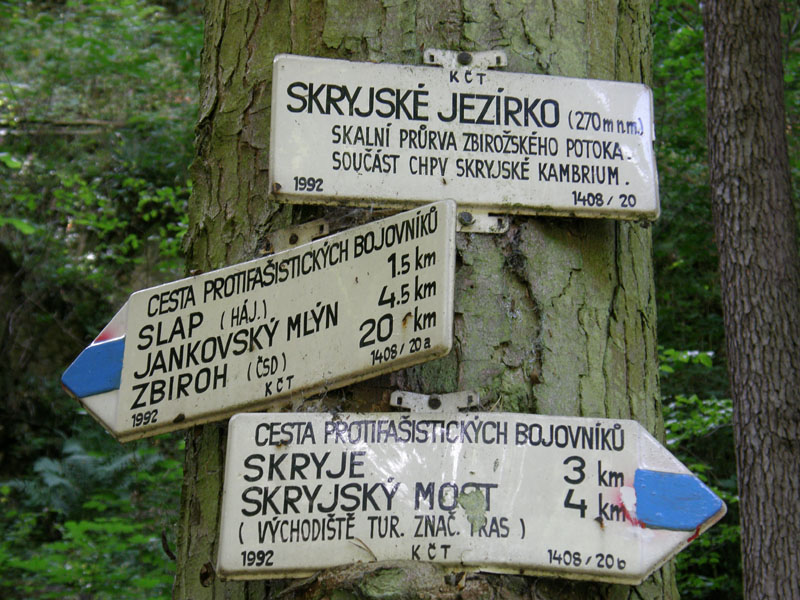 KČT
SKRYJSKÉ JEZÍRKO (270 m n.m.)
SKALNÍ PRŮRVA ZBIROŽSKÉHO POTOKA.
SOUČÁST CHPV SKRYJSKÉ KAMBRIUM.
1992 1408/20
CESTA PROTIFAŠISTICKÝCH BOJOVNÍKŮ
SLAP (HÁJ.) 1.5 km
JANKOVSKÝ MLÝN 4.5 km
ZBIROH (ČSD) 20 km
1992 KČT 1408/20 a
CESTA PROTIFAŠISTICKÝCH BOJOVNÍKŮ
SKRYJE 3 km
SKRYJSKÝ MOST 4 km
(VÝCHODIŠTĚ TUR. ZNAČ. TRAS)
1992 KČT 1408/20 b